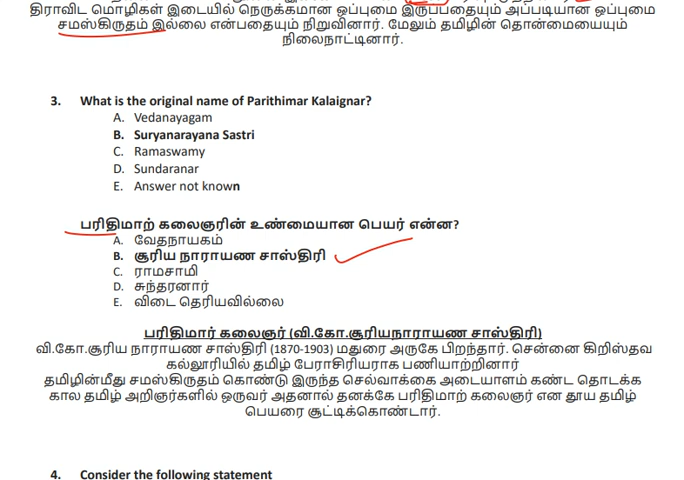 திராவிட மொழிகள் இடையில் நெருக்கமான ஒப்புமை இருப்பதையும் அப்படியான ஒப்புமை
சமஸ்கிருதம் இல்லை என்பதையும் நிறுவினார். மேலும் தமிழின் தொன்மையையும்
நிலைநாட்டினார்.
3. What is the original name of Parithimar Kalaignar?
A. Vedanayagam
B. Suryanarayana Sastri
C. Ramaswamy
D. Sundaranar
E. Answer not known
பரிதிமாற் கலைஞரின் உண்மையான பெயர் என்ன?
A. வேதநாயகம்
B. சூரிய நாராயண சாஸ்திரி
C. ராமசாமி
D. சுந்தரனார்
E. விடை தெரியவில்லை
பரிதிமார் கலைஞர் (வி.கோ.சூரியநாராயண சாஸ்திரி)
வி.கோ.சூரிய நாராயண சாஸ்திரி (1870-1903) மதுரை அருகே பிறந்தார். சென்னை கிறிஸ்தவ
கல்லூரியில் தமிழ் பேராசிரியராக பணியாற்றினார்
தமிழின்மீது சமஸ்கிருதம் கொண்டு இருந்த செல்வாக்கை அடையாளம் கண்ட தொடக்க
கால தமிழ் அறிஞர்களில் ஒருவர் அதனால் தனக்கே பரிதிமாற் கலைஞர் என தூய தமிழ்
பெயரை சூட்டிக்கொண்டார்.
4. Consider the following statement